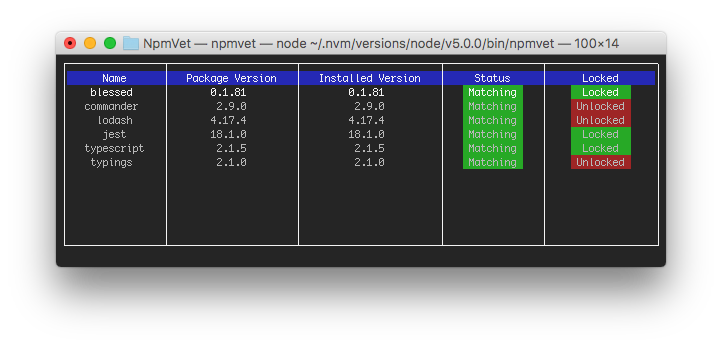 NpmVet — npmvet — node ~/.nvm/versions/node/v5.0.0/bin/npmvet — 100×14
Name Package Version Installed Version Status Locked
blessed 0.1.81 0.1.81 Matching Locked
commander 2.9.0 2.9.0 Matching Unlocked
lodash 4.17.4 4.17.4 Matching Unlocked
jest 18.1.0 18.1.0 Matching Locked
typescript 2.1.5 2.1.5 Matching Locked
typings 2.1.0 2.1.0 Matching Unlocked